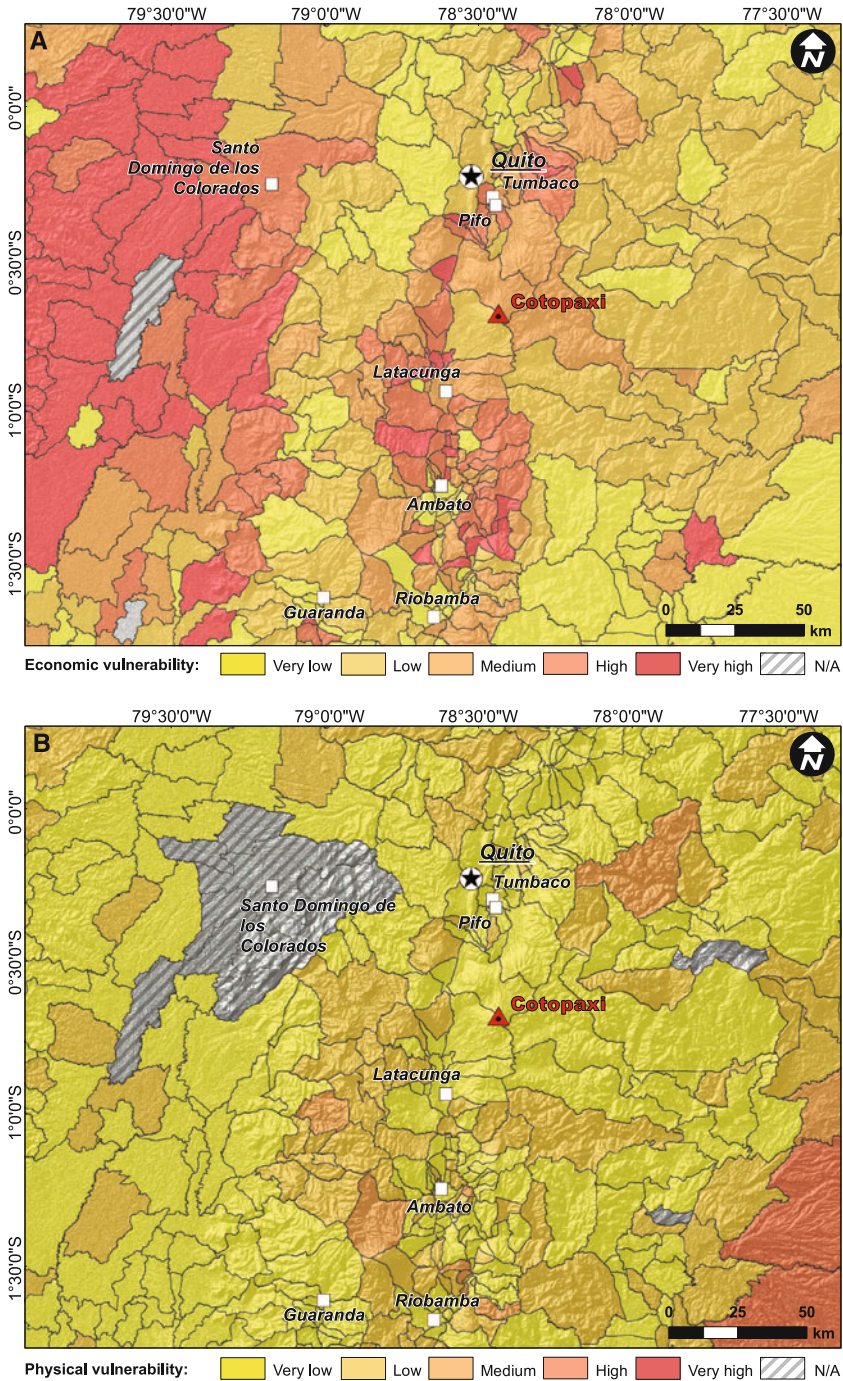 79°30'0"W 79°00'0"W 78°30'0"W 78°00'0"W 77°30'0"W
A
N
0°0'0"
Santo
Domingo de los
Colorados
Quito
Tumbaco
Pifo
0°30'0"S
Cotopaxi
Latacunga
1°0'0"S
Ambato
1°30'0"S
Guaranda
Riobamba
0 25 50
km
Economic vulnerability: Very low Low Medium High Very high N/A
79°30'0"W 79°00'0"W 78°30'0"W 78°00'0"W 77°30'0"W
B
N
0°0'0"
Quito
Tumbaco
Santo Domingo de
los
Colorados
Pifo
0°30'0"S
Cotopaxi
Latacunga
1°0'0"S
Ambato
1°30'0"S
Guaranda
Riobamba
0 25 50
km
Physical vulnerability: Very low Low Medium High Very high N/A